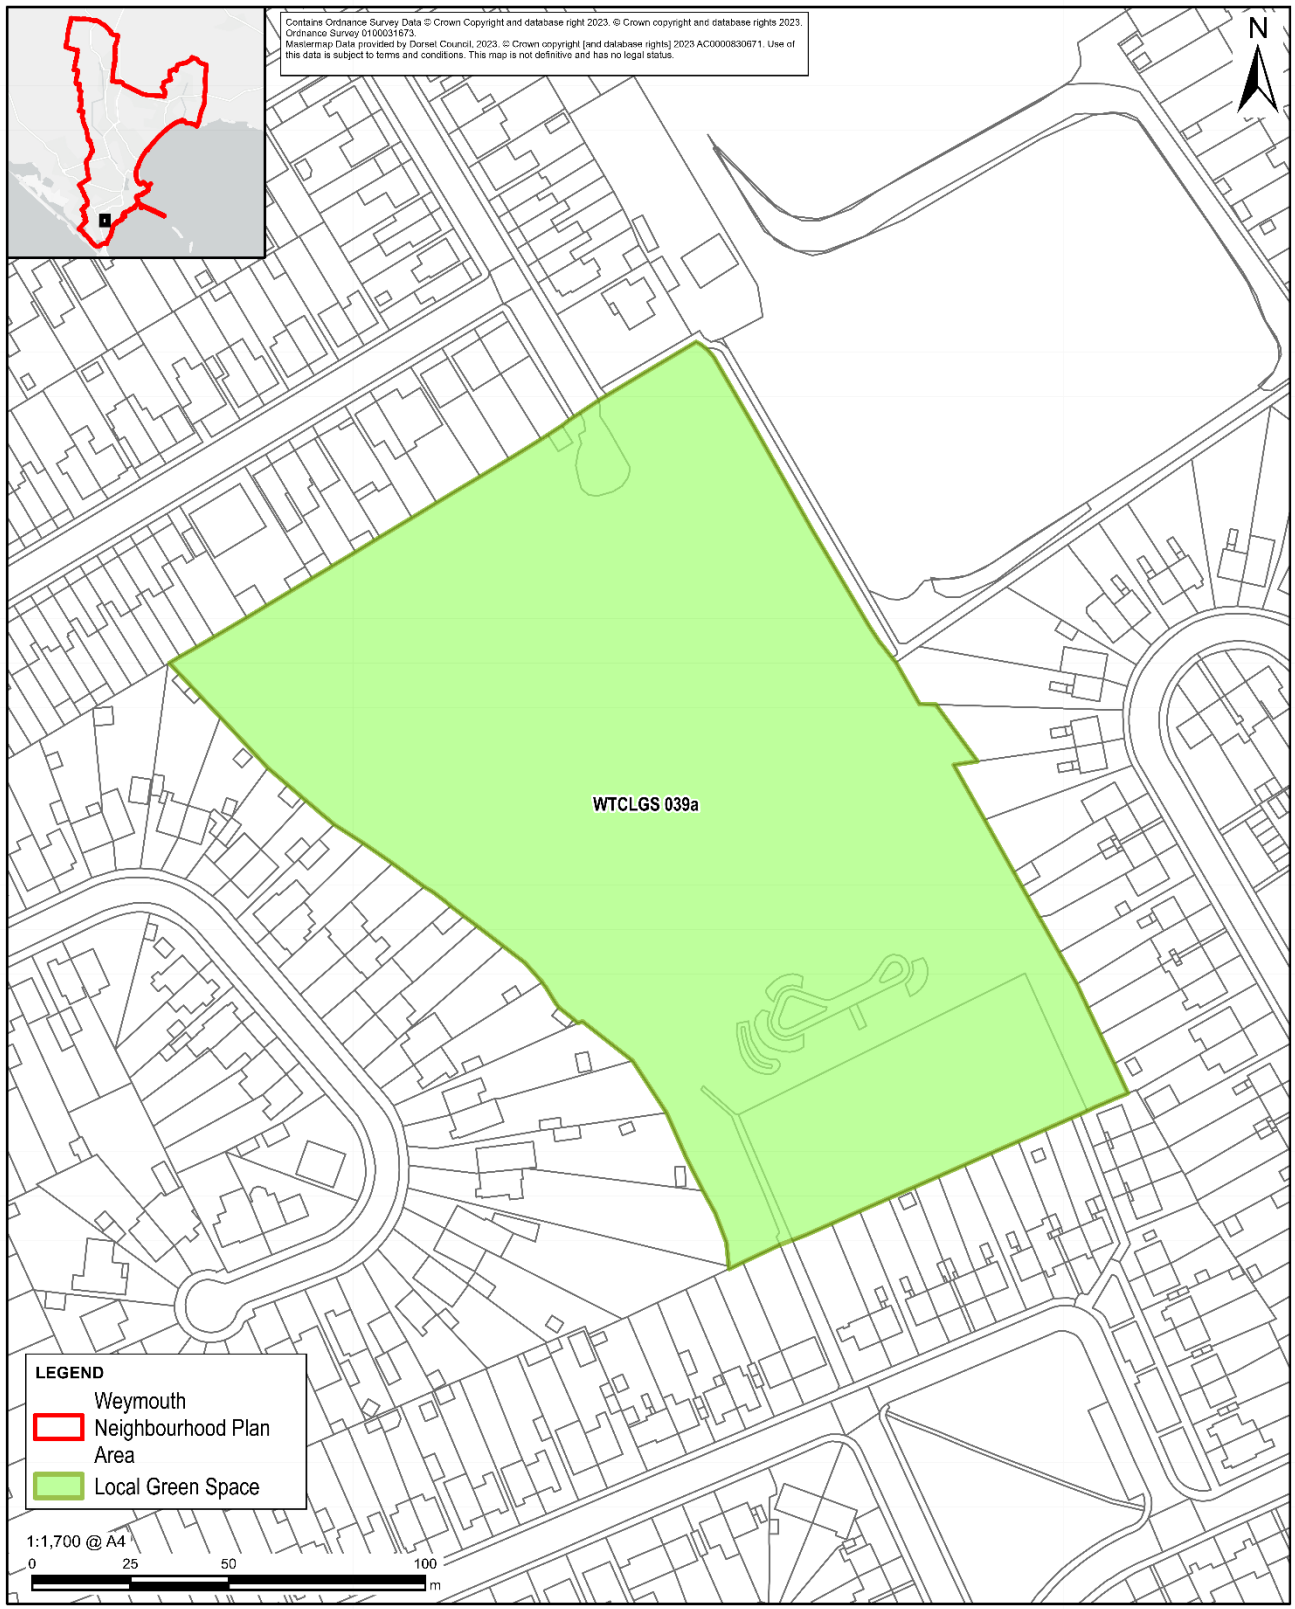 Contains Ordnance Survey Data © Crown Copyright and database right 2023. © Crown copyright and database rights 2023.
Ordnance Survey 0100031673.
Mastermap Data provided by Dorset Council, 2023. © Crown copyright [and database rights] 2023 AC0000830671. Use of
this data is subject to terms and conditions. This map is not definitive and has no legal status.
N
WTCLGS 039a
LEGEND
Weymouth
Neighbourhood Plan
Area
Local Green Space
1:1,700 @ A4
0 25 50 100
m